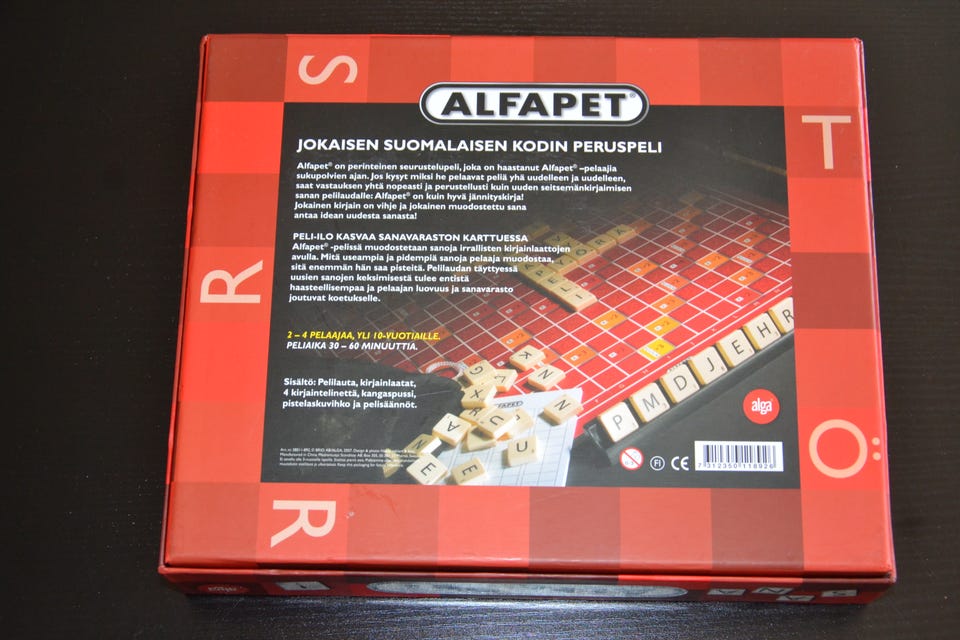 S
ALFAPET®
T
JOKAISEN SUOMALAISEN KODIN PERUSPELI
Alfapet® on perinteinen seurustelupeli, joka on haastanut Alfapet® –pelaajia
sukupolvien ajan. Jos kysyt miksi he pelaavat peliä yhä uudelleen ja uudelleen,
saat vastauksen yhtä nopeasti ja perustellusti kuin uuden seitsemänkirjaimisen
sanan pelilaudalle: Alfapet® on kuin hyvä jännityskirja!
Jokainen kirjain on vihje ja jokainen muodostettu sana
antaa idean uudesta sanasta!
PELI-ILO KASVAA SANAVARASTON KARTTUESSA
Alfapet® -pelissä muodostetaan sanoja irrallisten kirjainlaattojen
avulla. Mitä useampia ja pidempiä sanoja pelaaja muodostaa,
sitä enemmän hän saa pisteitä. Pelilaudan täyttyessä
uusien sanojen keksimisestä tulee entistä
haasteellisempaa ja pelaajan luovuus ja sanavarasto
joutuvat koetukselle.
R
PYÖRÄ
PELI
2 – 4 PELAAJAA, YLI 10-VUOTIAILLE.
PELIAIKA 30 – 60 MINUUTTIA.
Sisältö: Pelilauta, kirjainlaatat,
4 kirjaintelinettä, kangaspussi,
pistelaskuvihko ja pelisäännöt.
P M D J E H R
alga
ALFAPET
Ö
FI CE
7 312350 118926
R